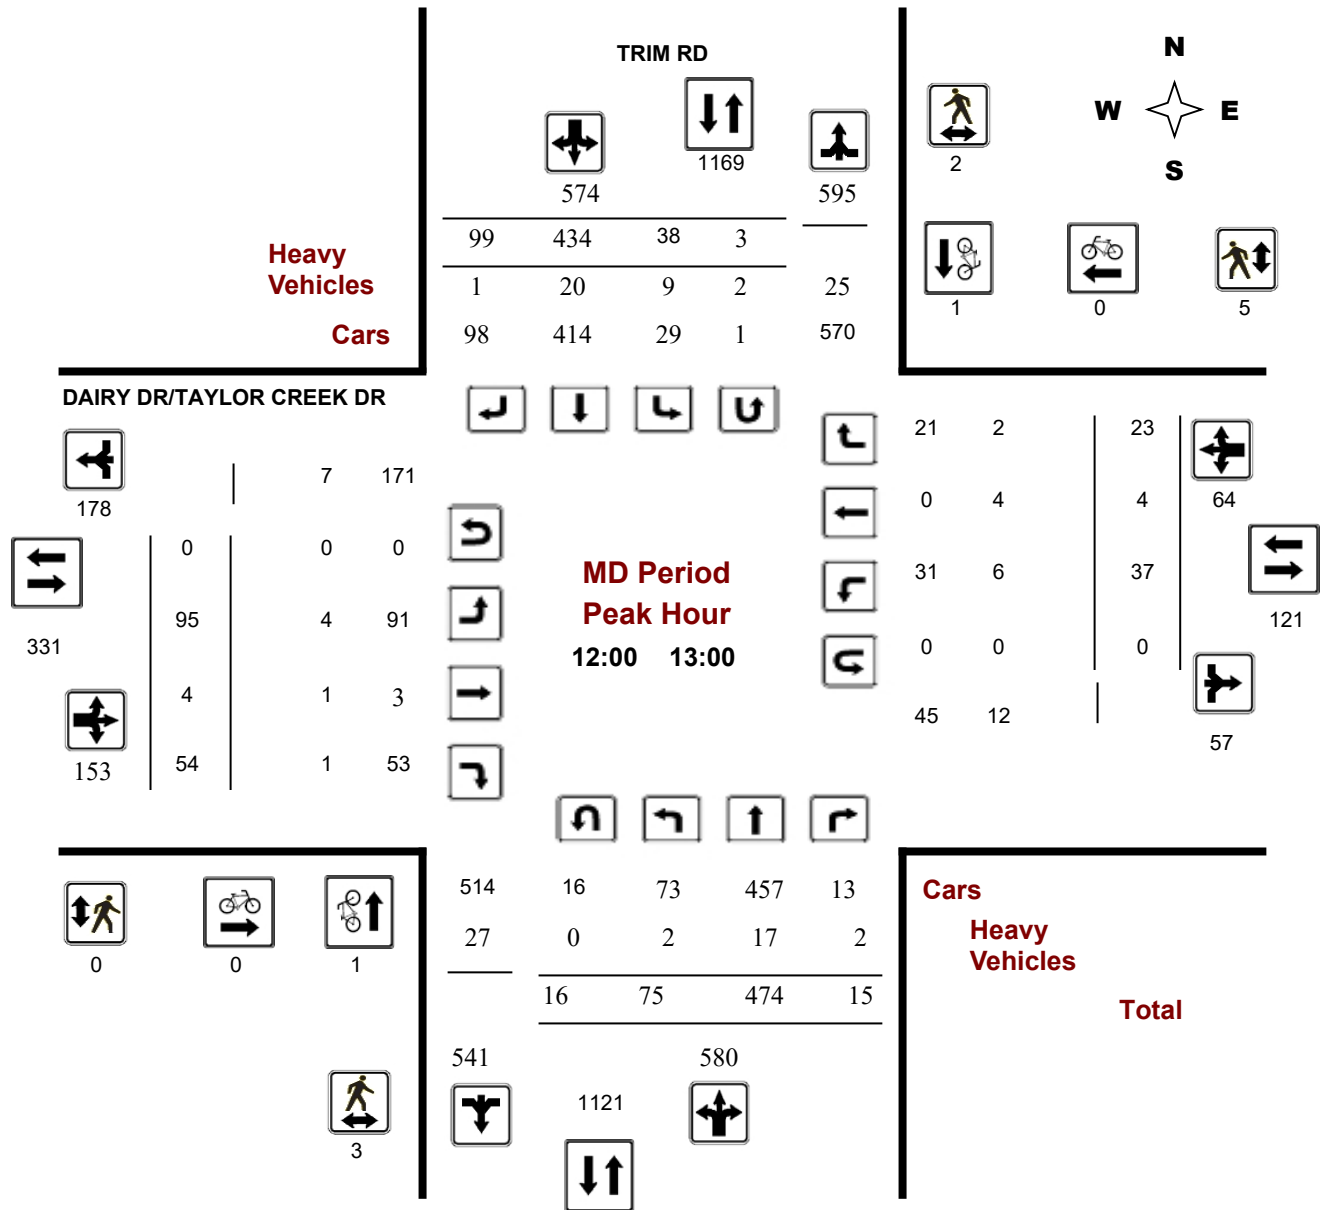 N
TRIM RD
W E
1169
2
S
574 595
99 434 38 3
Heavy
Vehicles
1 20 9 2 25
1 0 5
Cars
98 414 29 1 570
DAIRY DR/TAYLOR CREEK DR
21 2 23
7 171
178
0 4 4 64
0 0 0
MD Period
31 6 37
Peak Hour
95 4 91
121
331
12:00 13:00
0 0 0
4 1 3
45 12
57
153 54 1 53
514 16 73 457 13
Cars
27 0 2 17 2
Heavy
Vehicles
0 0 1
16 75 474 15
Total
541 580
1121
3